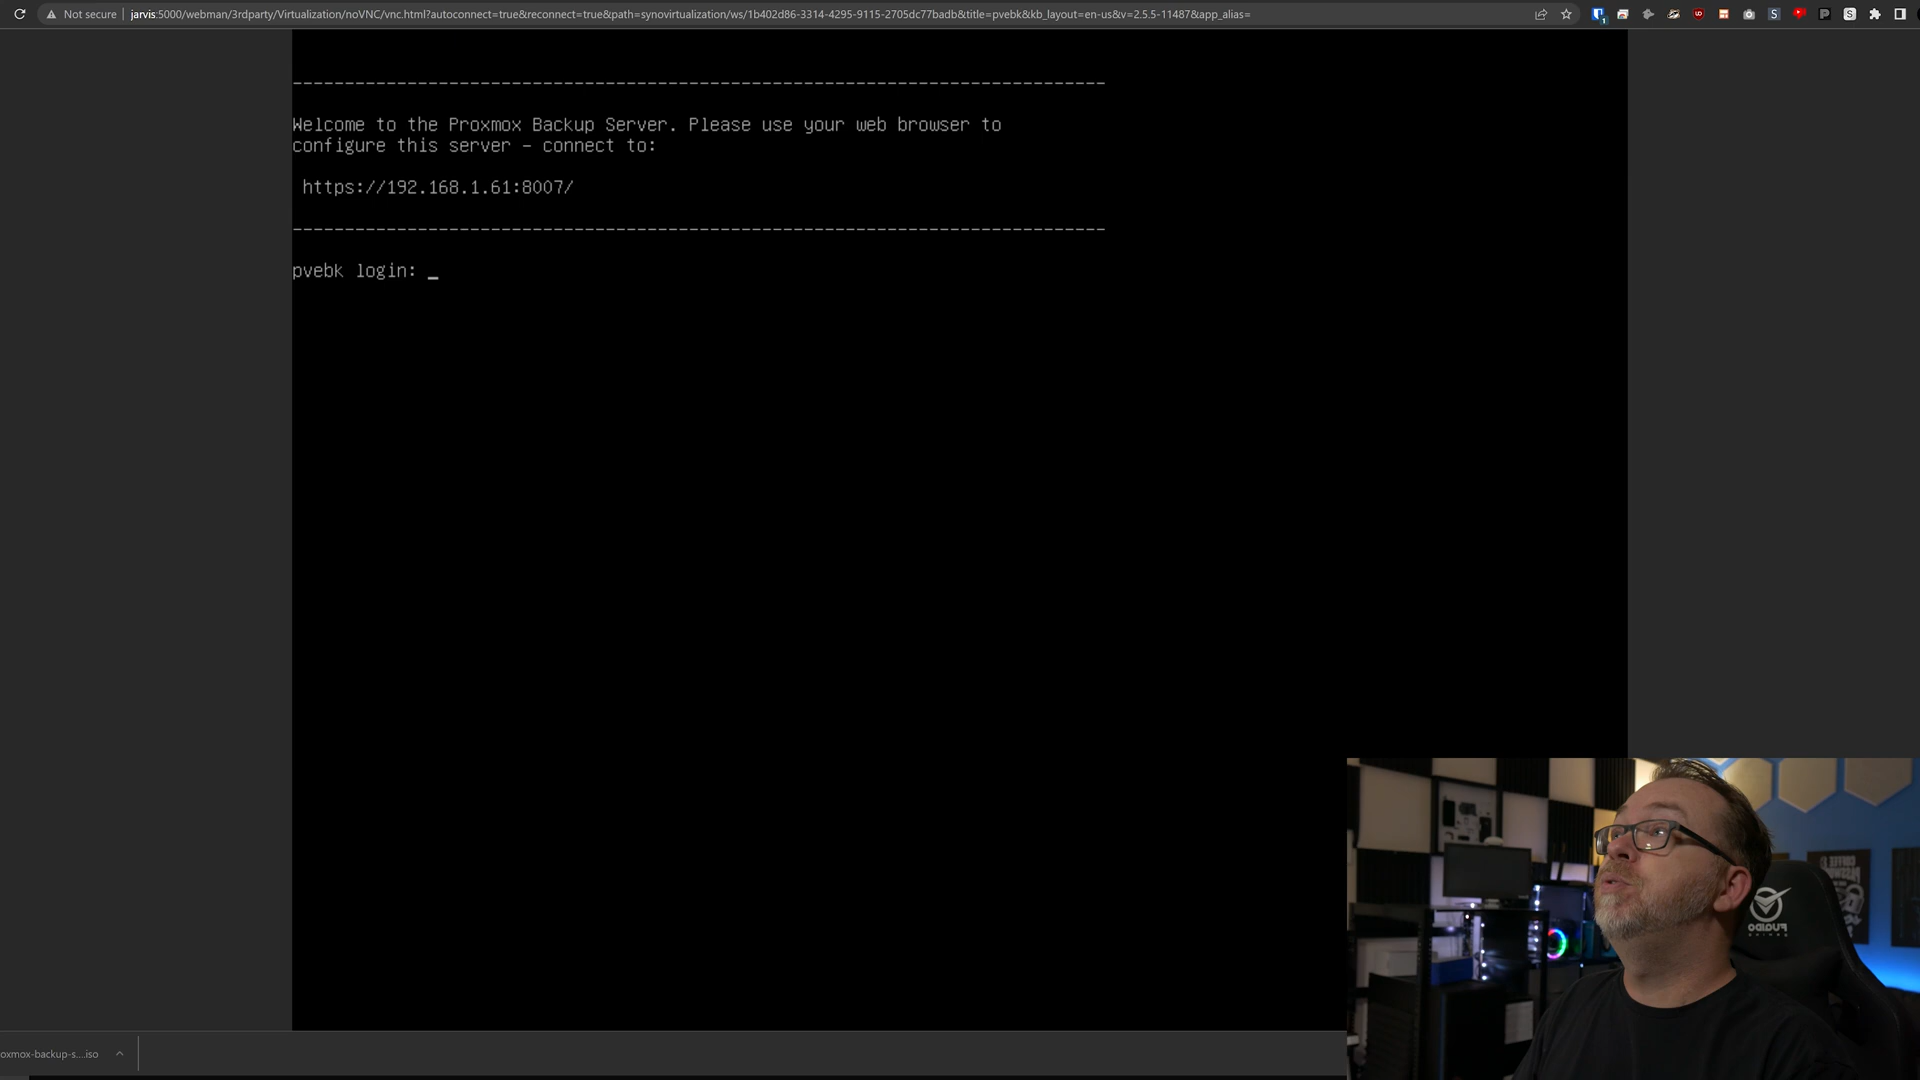 Not secure | jarvis:5000/webman/3rdparty/Virtualization/noVNC/vnc.html?autoconnect=true&reconnect=true&path=synovirtualization/ws/1b402d86-3314-4295-9115-2705dc77badb&title=pvebk&kb_layout=en-us&v=2.5.5-11487&app_alias=
--------------------------------------------------------------------------------
Welcome to the Proxmox Backup Server. Please use your web browser to
configure this server - connect to:
https://192.168.1.61:8007/
--------------------------------------------------------------------------------
pvebk login: _
oxmox-backup-s....iso